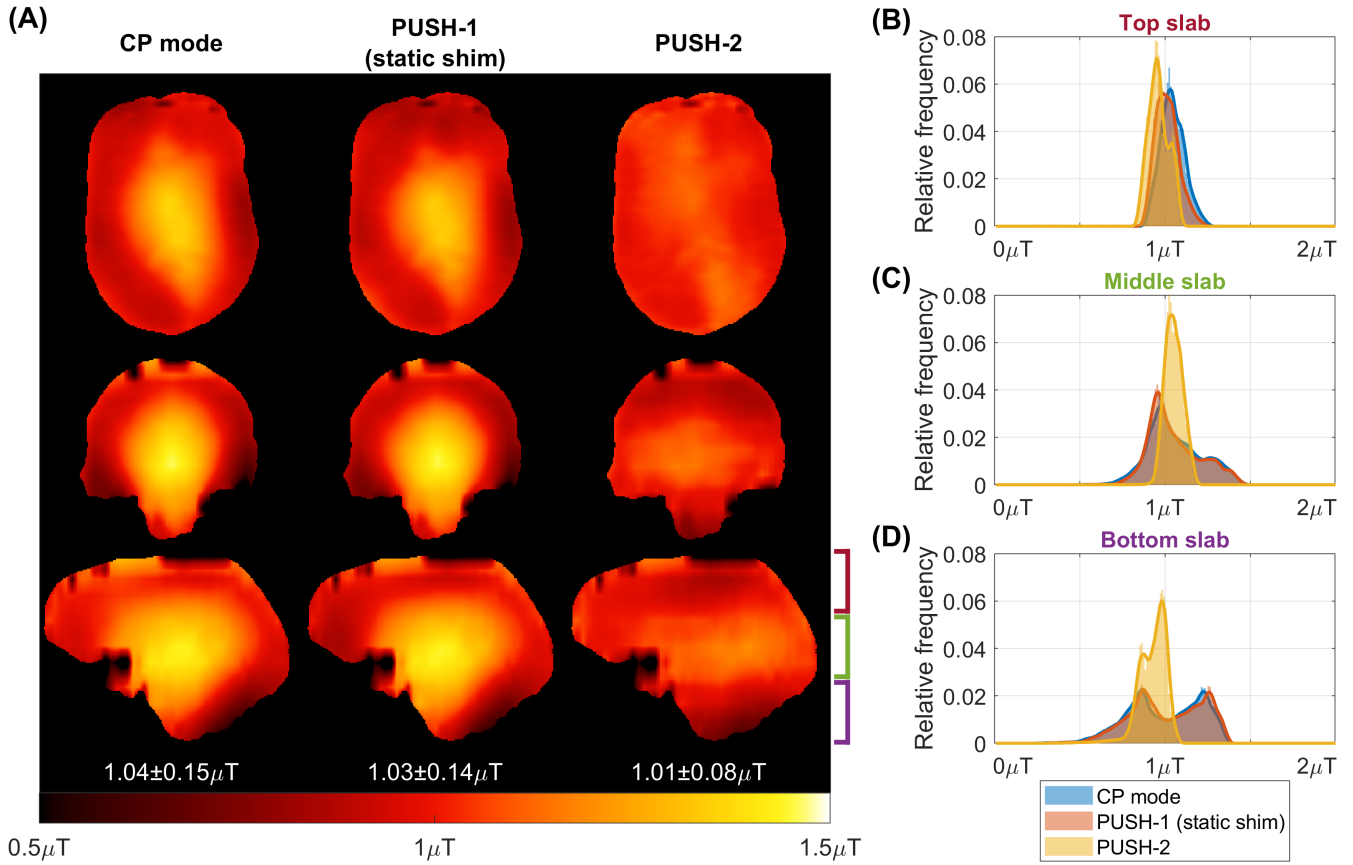 (A)
CP mode
PUSH-1
(static shim)
PUSH-2
1.04±0.15μT
1.03±0.14μT
1.01±0.08μT
0.5μT
1μT
1.5μT
(B)
Top slab
Relative frequency
0.08
0.06
0.04
0.02
0
0μT
1μT
2μT
(C)
Middle slab
Relative frequency
0.08
0.06
0.04
0.02
0
0μT
1μT
2μT
(D)
Bottom slab
Relative frequency
0.08
0.06
0.04
0.02
0
0μT
1μT
2μT
CP mode
PUSH-1 (static shim)
PUSH-2